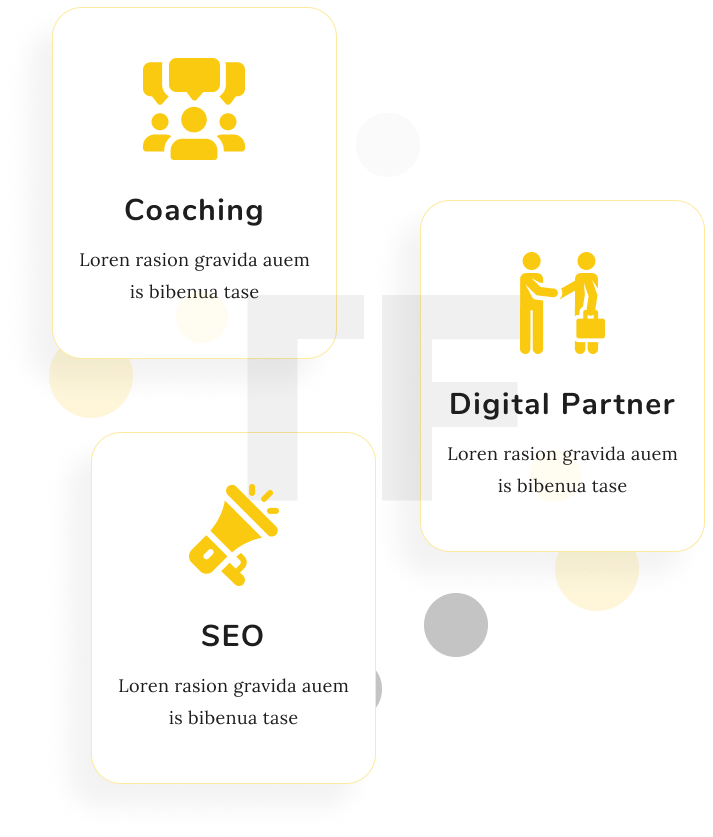 Coaching
Loren rasion gravida auem
is bibenua tase
Digital Partner
Loren rasion gravida auem
is bibenua tase
SEO
Loren rasion gravida auem
is bibenua tase